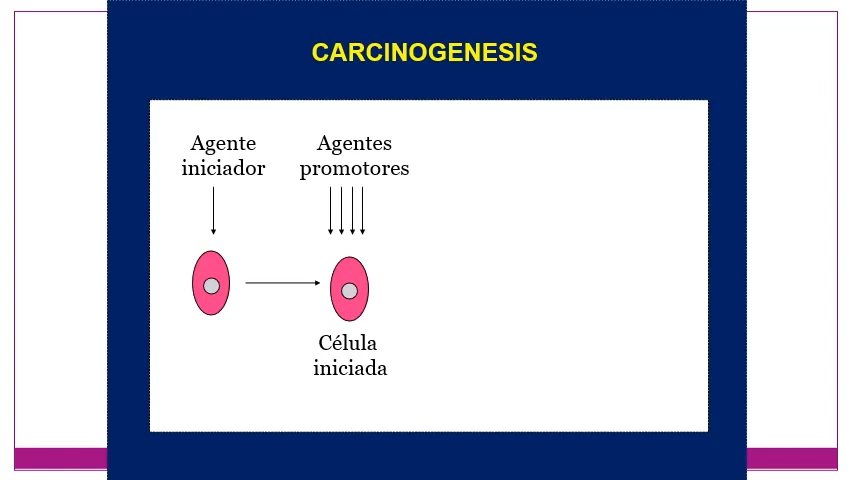 CARCINOGENESIS
Agente
iniciador
Agentes
promotores
Célula
iniciada